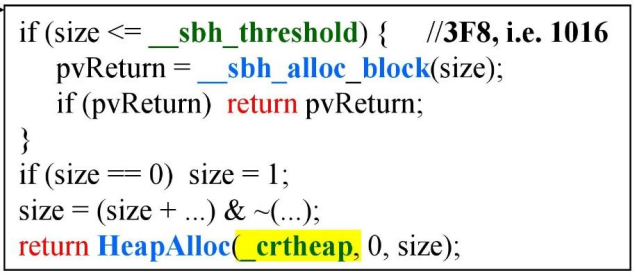 if (size <= __sbh_threshold) { //3F8, i.e. 1016
pvReturn = __sbh_alloc_block(size);
if (pvReturn) return pvReturn;
}
if (size == 0) size = 1;
size = (size + ...) & ~(...);
return HeapAlloc(_crtheap, 0, size);